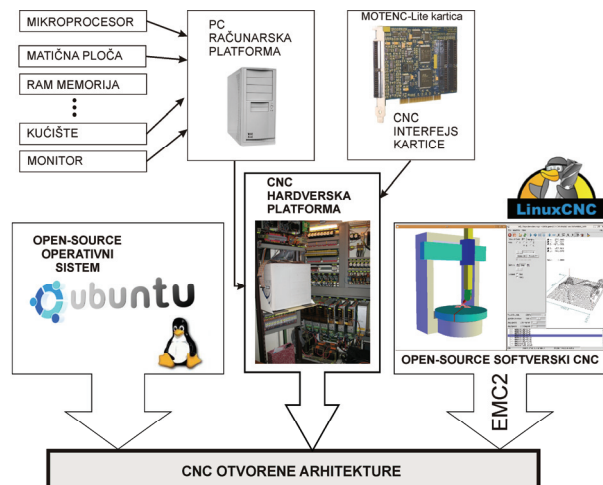 MIKROPROCESOR
MATIČNA PLOČA
RAM MEMORIJA
KUĆIŠTE
MONITOR
PC
RAČUNARSKA
PLATFORMA
MOTENC-Lite kartica
CNC
INTERFEJS
KARTICE
CNC
HARDVERSKA
PLATFORMA
LinuxCNC
OPEN-SOURCE
OPERATIVNI
SISTEM
ubuntu
OPEN-SOURCE SOFTVERSKI CNC
EMC2
CNC OTVORENE ARHITEKTURE